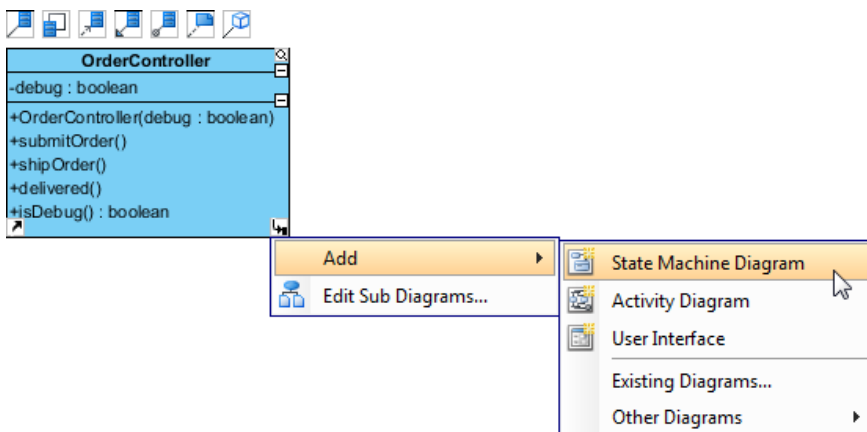 OrderController
-debug : boolean
+OrderController(debug : boolean)
+submitOrder()
+shipOrder()
+delivered()
+isDebug() : boolean
Add
Edit Sub Diagrams...
State Machine Diagram
Activity Diagram
User Interface
Existing Diagrams...
Other Diagrams